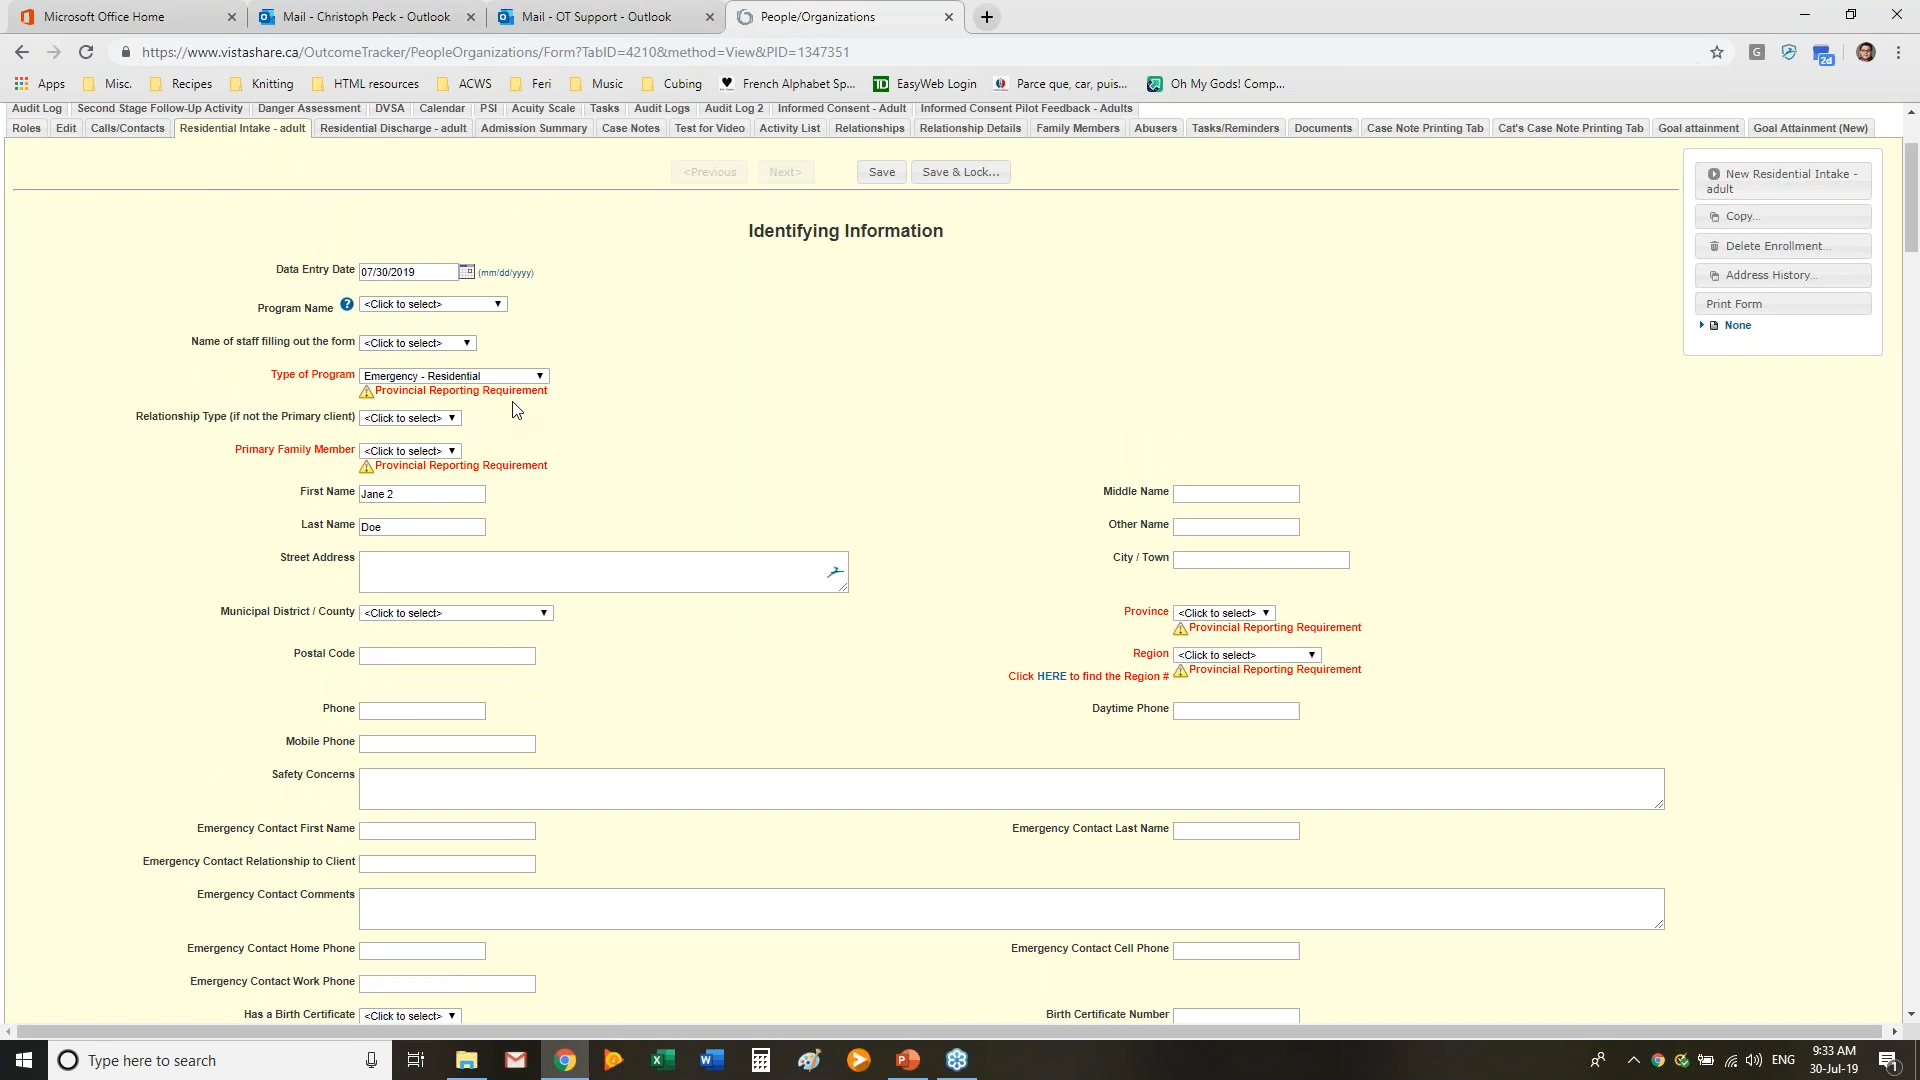 Microsoft Office Home
Mail - Christoph Peck - Outlook
Mail - OT Support - Outlook
People/Organizations
https://www.vistashare.ca/OutcomeTracker/PeopleOrganizations/Form?TabID=4210&method=View&PID=1347351
2d
Apps Misc. Recipes Knitting HTML resources ACWS Feri Music Cubing French Alphabet Sp... EasyWeb Login Parce que, car, puis... Oh My Gods! Comp...
Audit Log Second Stage Follow-Up Activity Danger Assessment DVSA Calendar PSI Acuity Scale Tasks Audit Logs Audit Log 2 Informed Consent - Adult Informed Consent Pilot Feedback - Adults
Roles Edit Calls/Contacts Residential Intake - adult Residential Discharge - adult Admission Summary Case Notes Test for Video Activity List Relationships Relationship Details Family Members Abusers Tasks/Reminders Documents Case Note Printing Tab Cat's Case Note Printing Tab Goal attainment Goal Attainment (New)
<Previous Next> Save Save & Lock...
New Residential Intake -
adult
Copy...
Delete Enrollment...
Address History...
Print Form
None
Identifying Information
Data Entry Date 07/30/2019 (mm/dd/yyyy)
Program Name ? <Click to select>
Name of staff filling out the form <Click to select>
Type of Program Emergency - Residential
Provincial Reporting Requirement
Relationship Type (if not the Primary client) <Click to select>
Primary Family Member <Click to select>
Provincial Reporting Requirement
First Name Jane 2 Middle Name
Last Name Doe Other Name
Street Address City / Town
Municipal District / County <Click to select> Province <Click to select>
Provincial Reporting Requirement
Postal Code Region <Click to select>
Click HERE to find the Region # Provincial Reporting Requirement
Phone Daytime Phone
Mobile Phone
Safety Concerns
Emergency Contact First Name Emergency Contact Last Name
Emergency Contact Relationship to Client
Emergency Contact Comments
Emergency Contact Home Phone Emergency Contact Cell Phone
Emergency Contact Work Phone
Has a Birth Certificate <Click to select> Birth Certificate Number
Type here to search
ENG
9:33 AM
30-Jul-19
1